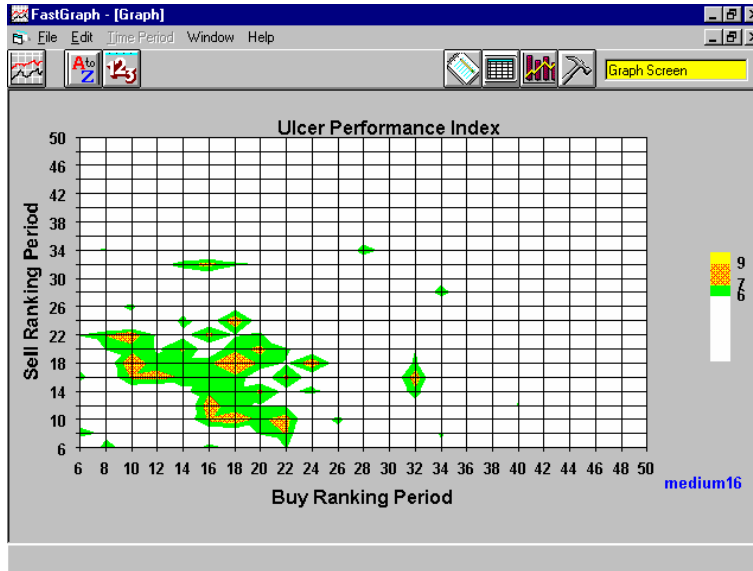 FastGraph - [Graph]
File Edit Time Period Window Help
A to Z 123 Graph Screen
Ulcer Performance Index
50
46
42
38
34
30
26
22
18
14
10
6
Sell Ranking Period
9
7
6
6 8 10 12 14 16 18 20 22 24 26 28 30 32 34 36 38 40 42 44 46 48 50
Buy Ranking Period
medium16